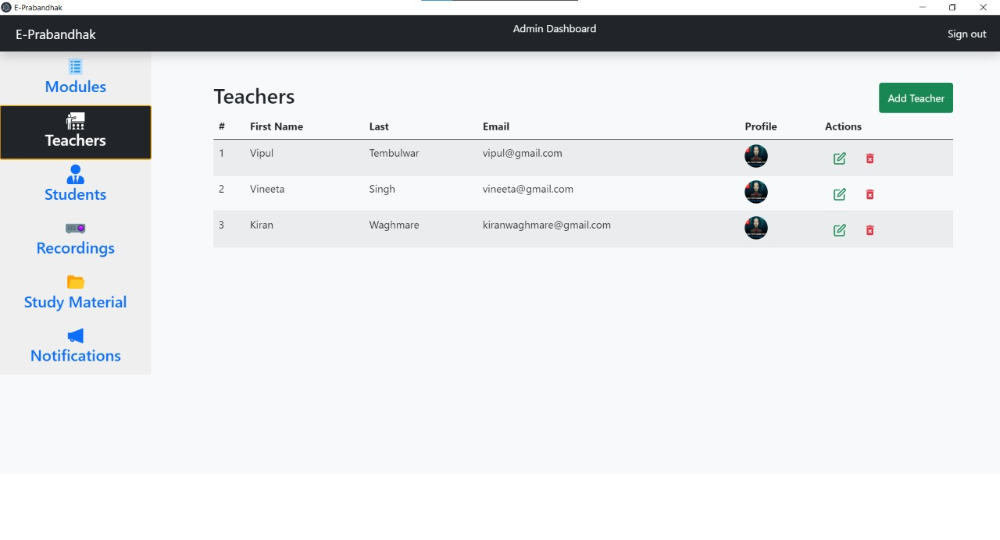 E-Prabandhak
E-Prabandhak
Admin Dashboard
Sign out
Modules
Teachers
Students
Recordings
Study Material
Notifications
Teachers
Add Teacher
# First Name Last Email Profile Actions
1 Vipul Tembulwar vipul@gmail.com
2 Vineeta Singh vineeta@gmail.com
3 Kiran Waghmare kiranwaghmare@gmail.com